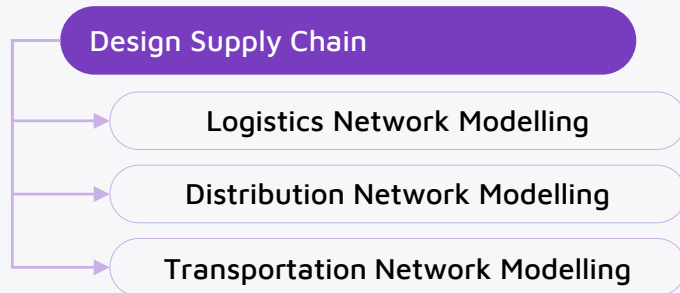 Design Supply Chain
Logistics Network Modelling
Distribution Network Modelling
Transportation Network Modelling